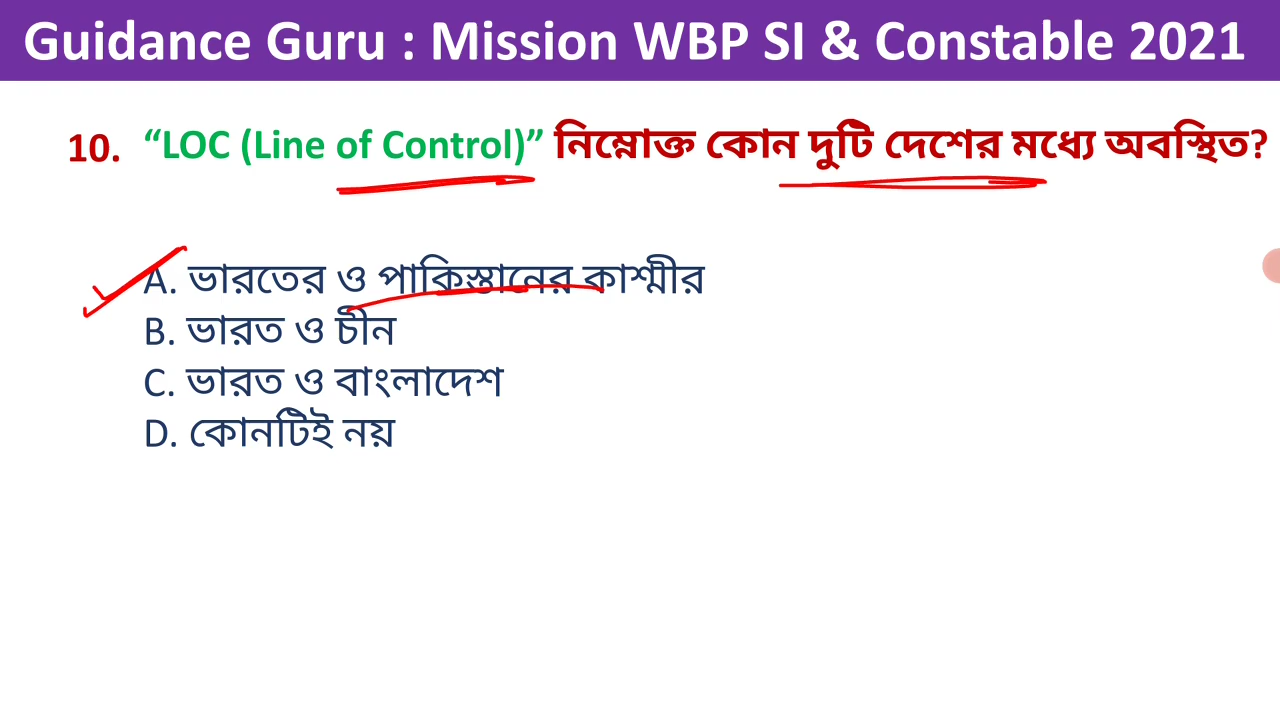 Guidance Guru : Mission WBP SI & Constable 2021
10. “LOC (Line of Control)” নিম্নোক্ত কোন দুটি দেশের মধ্যে অবস্থিত?
A. ভারতের ও পাকিস্তানের কাশ্মীর
B. ভারত ও চীন
C. ভারত ও বাংলাদেশ
D. কোনটিই নয়